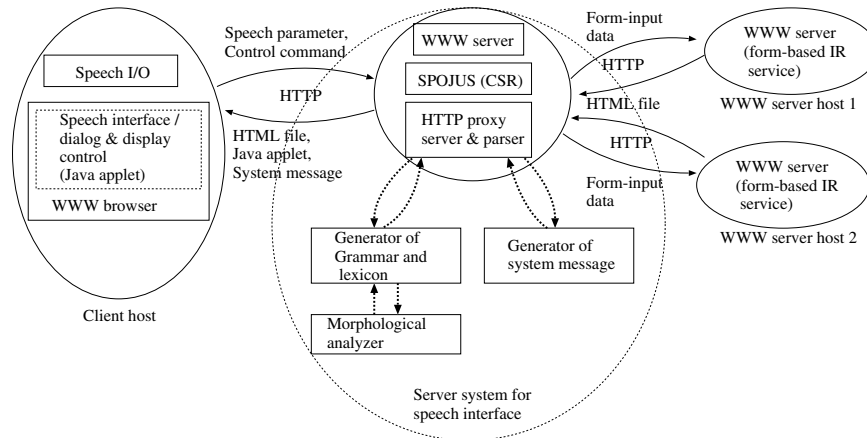 Speech I/O
Speech interface /
dialog & display
control
(Java applet)
WWW browser
Client host
Speech parameter,
Control command
HTTP
HTML file,
Java applet,
System message
WWW server
SPOJUS (CSR)
HTTP proxy
server & parser
Generator of
Grammar and
lexicon
Generator of
system message
Morphological
analyzer
Server system for
speech interface
Form-input
data
HTTP
HTML file
HTTP
Form-input
data
WWW server
(form-based IR
service)
WWW server host 1
WWW server
(form-based IR
service)
WWW server host 2